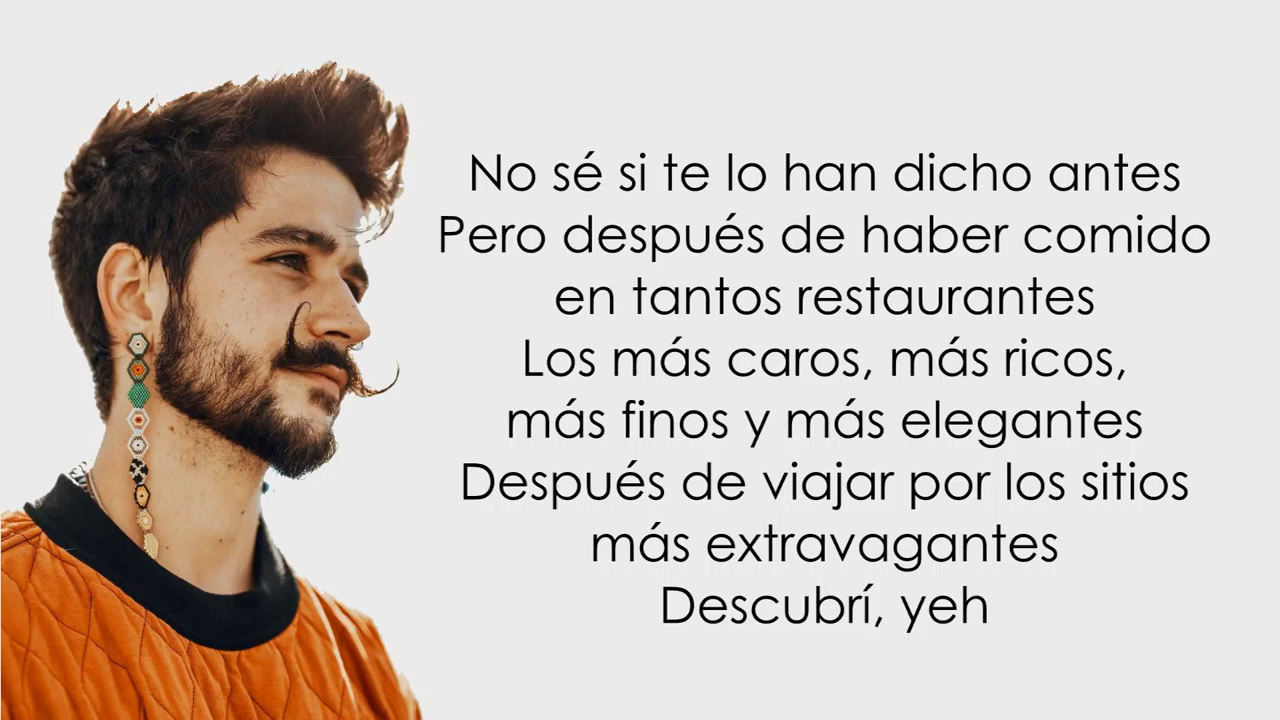 No sé si te lo han dicho antes
Pero después de haber comido
en tantos restaurantes
Los más caros, más ricos,
más finos y más elegantes
Después de viajar por los sitios
más extravagantes
Descubrí, yeh